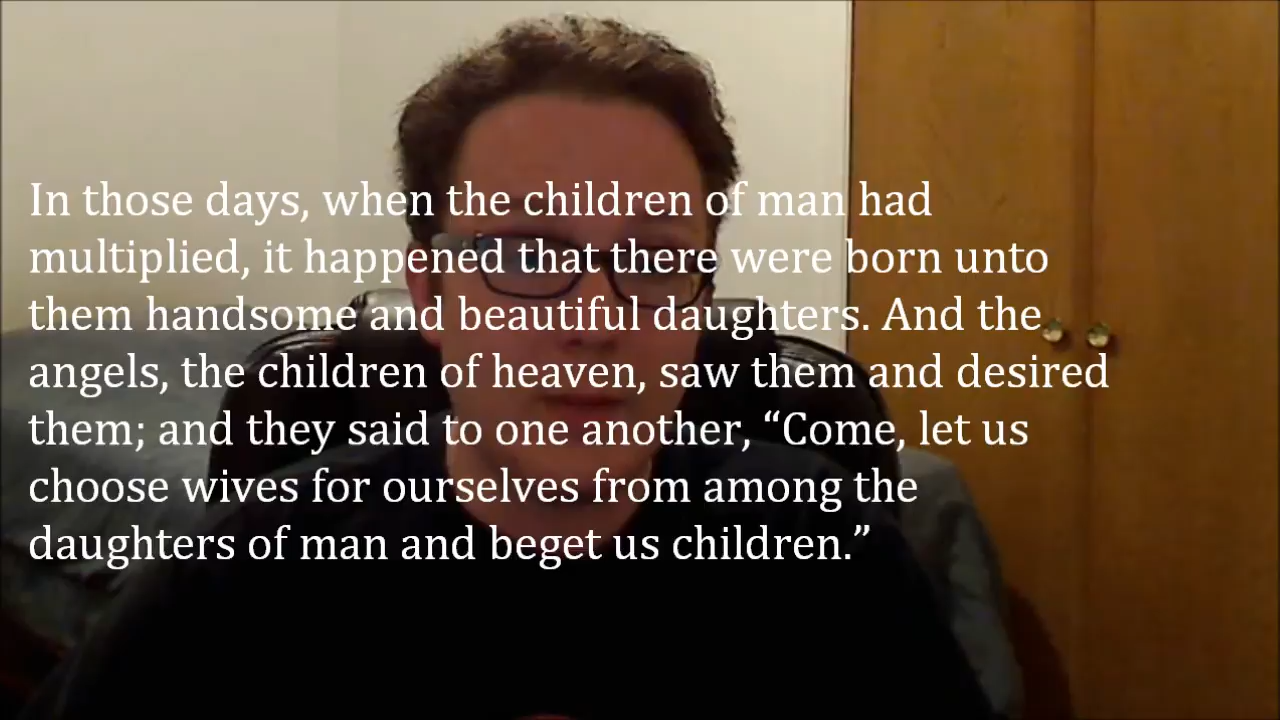 In those days, when the children of man had
multiplied, it happened that there were born unto
them handsome and beautiful daughters. And the
angels, the children of heaven, saw them and desired
them; and they said to one another, “Come, let us
choose wives for ourselves from among the
daughters of man and beget us children.”